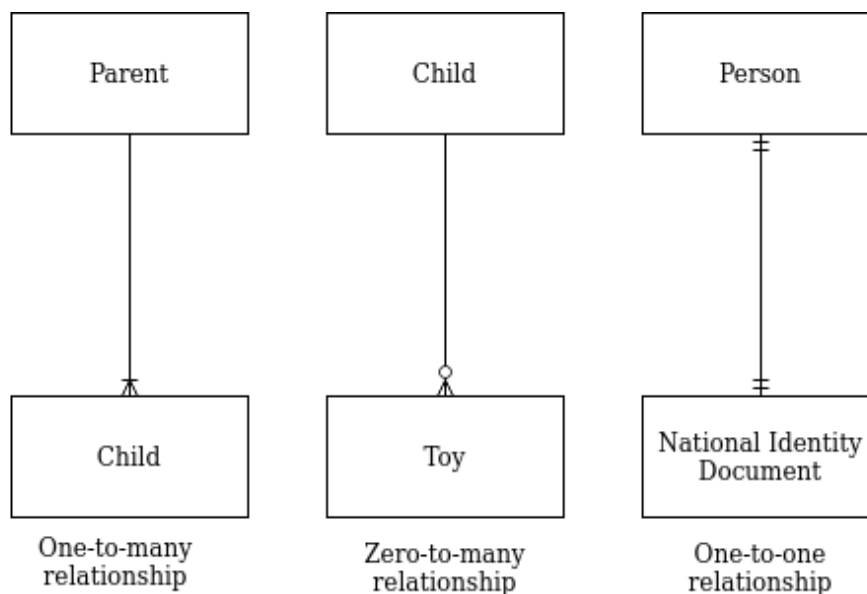 Parent
Child
Person
Child
Toy
National Identity
Document
One-to-many
relationship
Zero-to-many
relationship
One-to-one
relationship